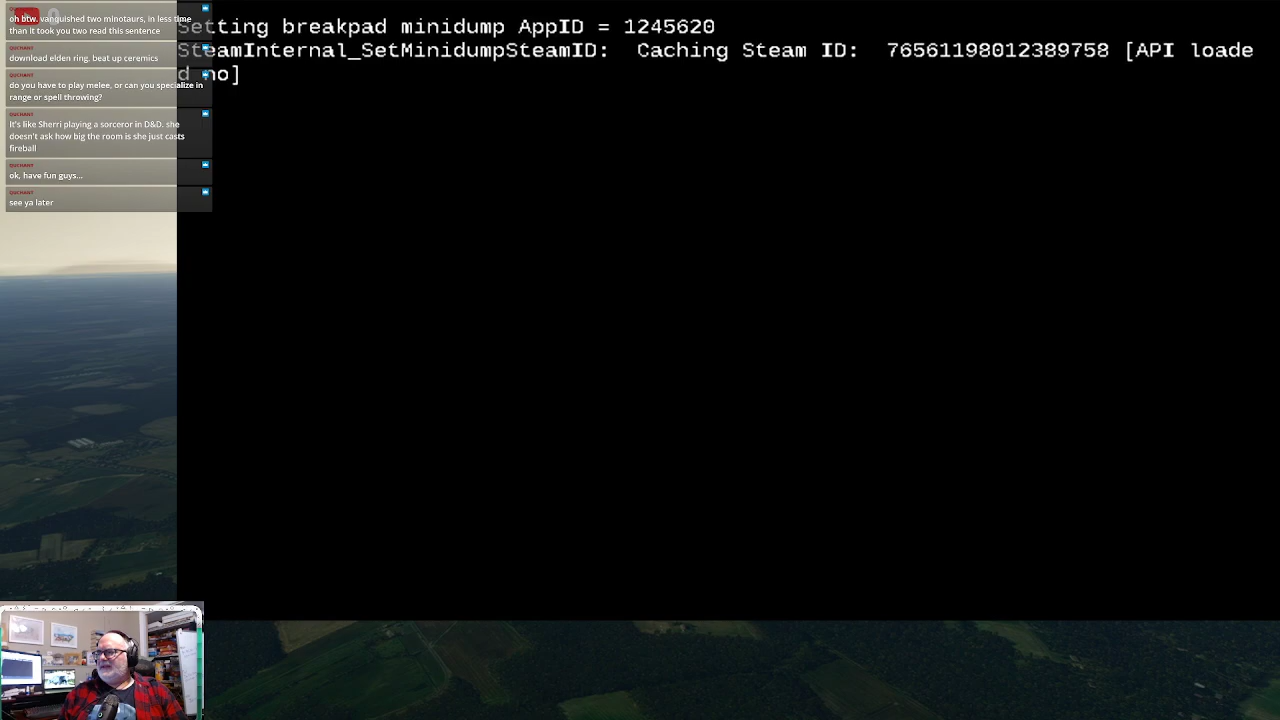 oh btw, vanquished two minotaurs, in less time
than it took you two read this sentence
download elden ring. beat up ceremics
do you have to play melee, or can you specialize in
range or spell throwing?
It's like Sherri playing a sorceror in D&D. she
doesn't ask how big the room is she just casts
fireball
ok, have fun guys...
see ya later
Setting breakpad minidump AppID = 1245620
SteamInternal_SetMinidumpSteamID: Caching Steam ID: 76561198012389758 [API loade
d no]